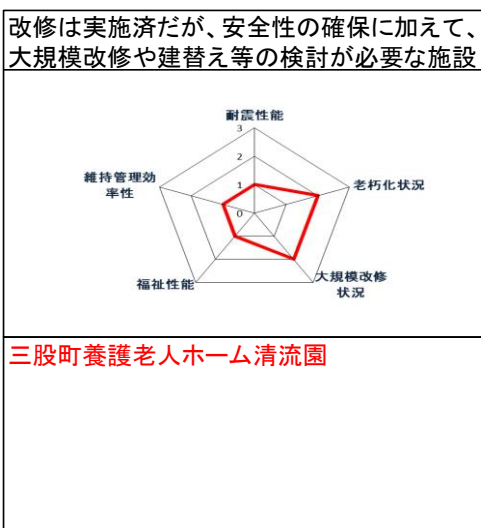 改修は実施済だが、安全性の確保に加えて、
大規模改修や建替え等の検討が必要な施設
耐震性能
3
2
1
0
維持管理効
率性
老朽化状況
福祉性能
大規模改修
状況
三股町養護老人ホーム清流園